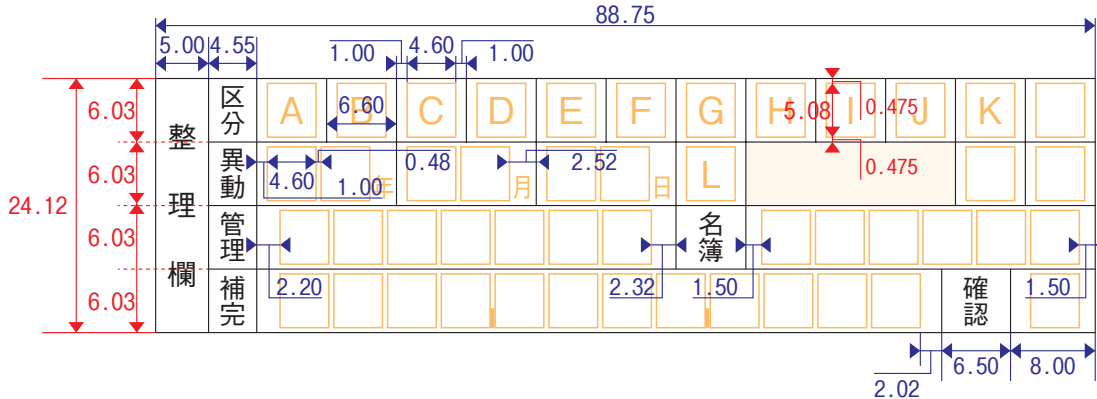 88.75
5.00 4.55 1.00 4.60 1.00
6.03 区分 A B C D E F G H I J K
6.60 5.08 0.475
整理欄
6.03 異動 年 月 日 L
4.60 1.00 0.48 2.52 0.475
24.12
6.03 管理 名簿
2.20 2.32 1.50 1.50
6.03 補完 確認
2.02 6.50 8.00